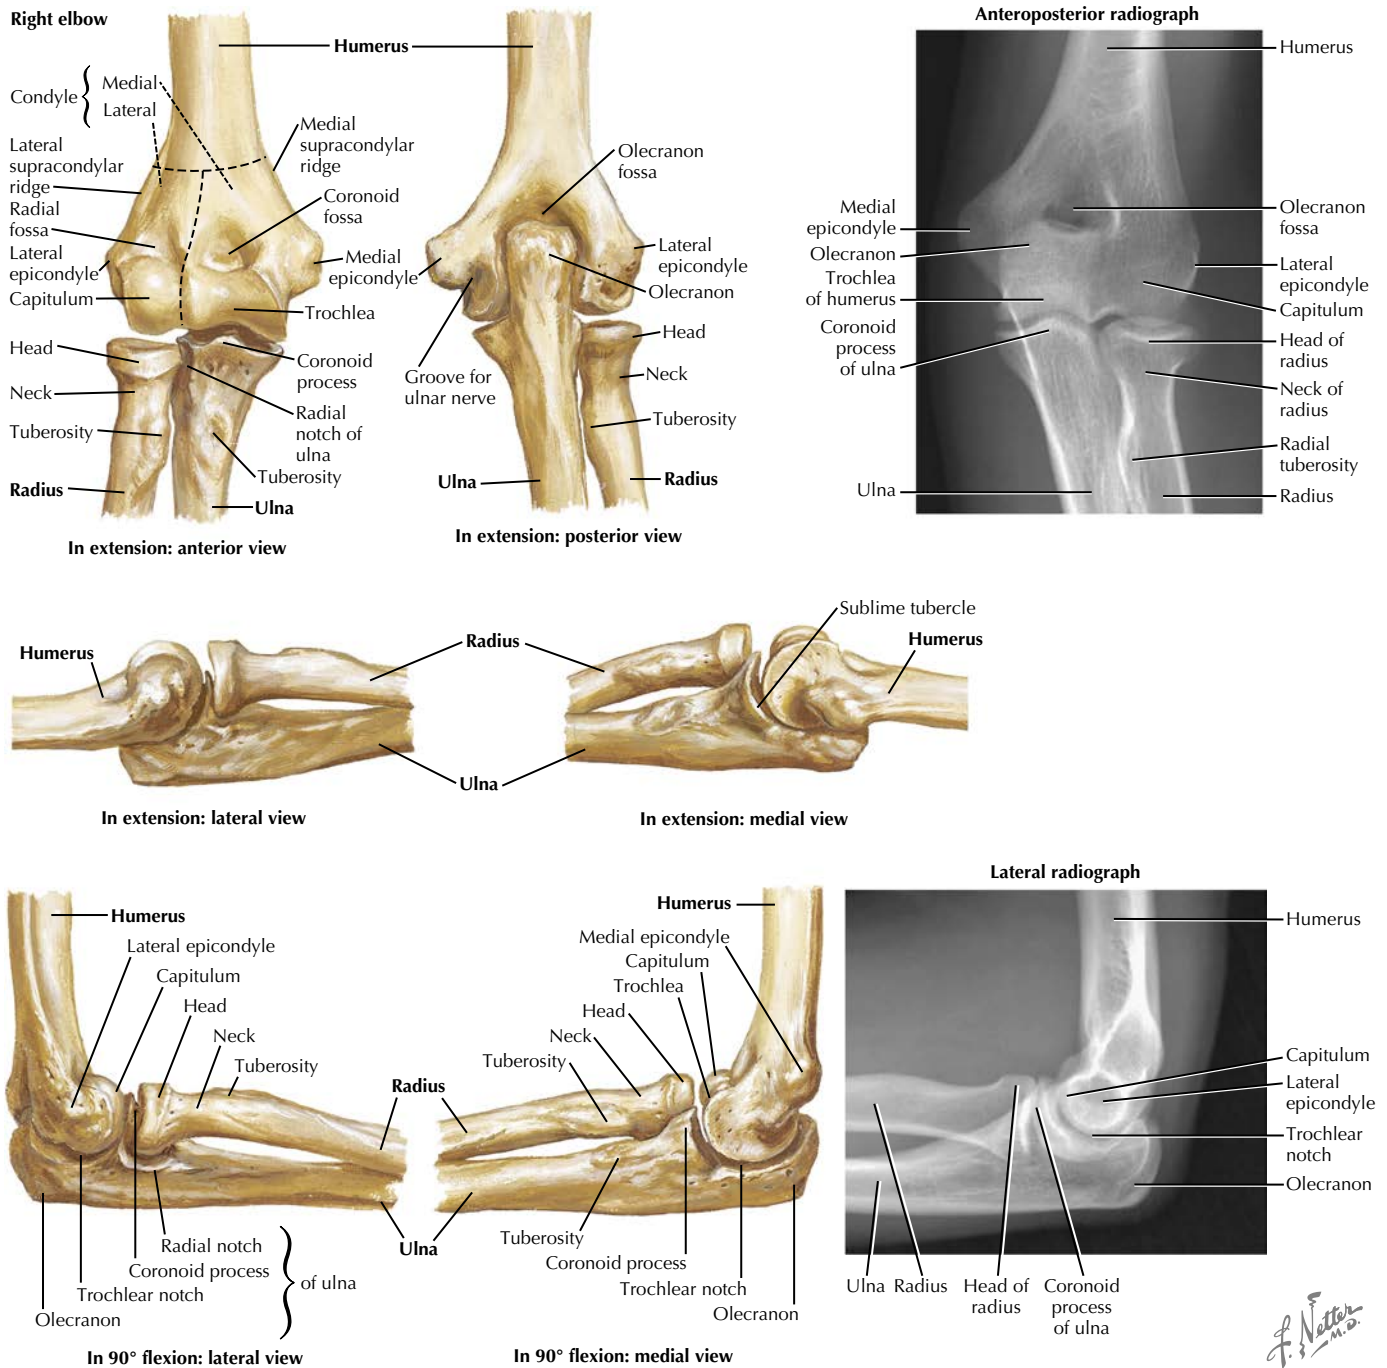 Right elbow
Humerus
Condyle
Medial
Lateral
Lateral
supracondylar
ridge
Radial
fossa
Lateral
epicondyle
Capitulum
Head
Neck
Tuberosity
Radius
Medial
supracondylar
ridge
Coronoid
fossa
Medial
epicondyle
Trochlea
Coronoid
process
Radial
notch of
ulna
Tuberosity
Ulna
In extension: anterior view
Olecranon
fossa
Lateral
epicondyle
Olecranon
Head
Neck
Tuberosity
Groove for
ulnar nerve
Ulna
Radius
In extension: posterior view
Anteroposterior radiograph
Medial
epicondyle
Olecranon
Trochlea
of humerus
Coronoid
process
of ulna
Ulna
Humerus
Olecranon
fossa
Lateral
epicondyle
Capitulum
Head of
radius
Neck of
radius
Radial
tuberosity
Radius
Humerus
Radius
Ulna
In extension: lateral view
Sublime tubercle
Humerus
In extension: medial view
Humerus
Lateral epicondyle
Capitulum
Head
Neck
Tuberosity
Radius
Ulna
Radial notch
Coronoid process
Trochlear notch
of ulna
Olecranon
In 90° flexion: lateral view
Humerus
Medial epicondyle
Capitulum
Trochlea
Head
Neck
Tuberosity
Tuberosity
Coronoid process
Trochlear notch
Olecranon
In 90° flexion: medial view
Lateral radiograph
Humerus
Capitulum
Lateral
epicondyle
Trochlear
notch
Olecranon
Ulna
Radius
Head of
radius
Coronoid
process
of ulna
F. Netter
M.D.